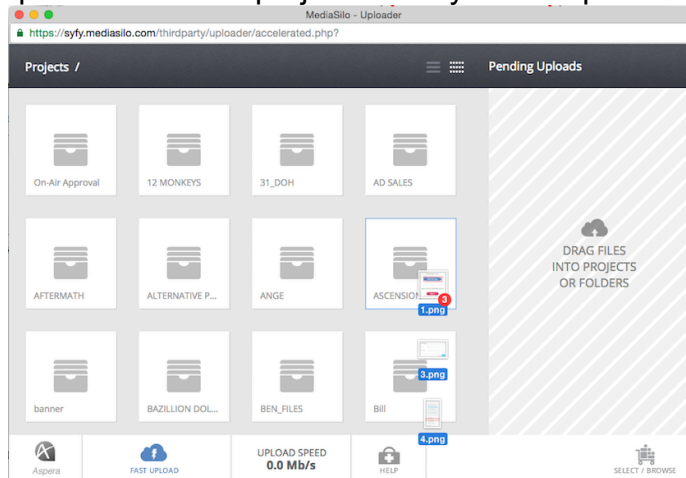 MediaSilo - Uploader
https://syfy.mediasilo.com/thirdparty/uploader/accelerated.php?
Projects /
Pending Uploads
On-Air Approval
12 MONKEYS
31_DOH
AD SALES
AFTERMATH
ALTERNATIVE P...
ANGE
ASCENSION
3
1.png
DRAG FILES
INTO PROJECTS
OR FOLDERS
3.png
banner
BAZILLION DOL...
BEN_FILES
Bill
4.png
Aspera
FAST UPLOAD
UPLOAD SPEED
0.0 Mb/s
HELP
SELECT / BROWSE